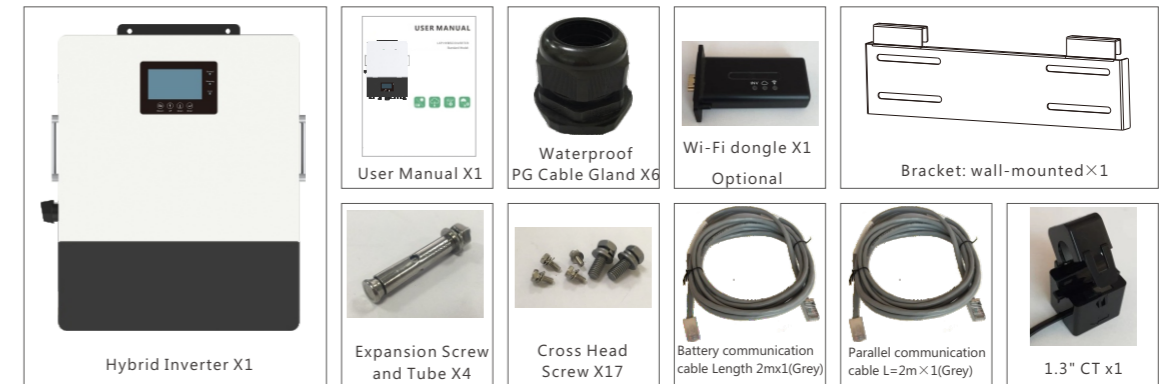 Hybrid Inverter X1
USER MANUAL
User Manual X1
Waterproof
PG Cable Gland X6
Wi-Fi dongle X1
Optional
Bracket: wall-mounted×1
Expansion Screw
and Tube X4
Cross Head
Screw X17
Battery communication
cable Length 2mx1(Grey)
Parallel communication
cable L=2m×1(Grey)
1.3" CT x1